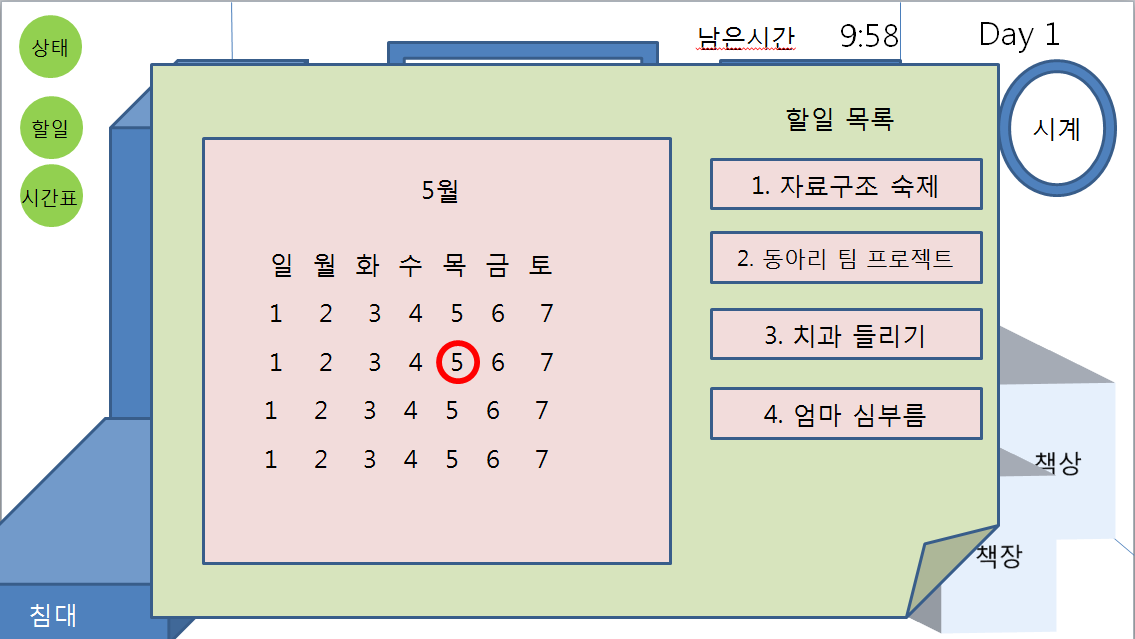 상태
남은시간 9:58 Day 1
할일
시간표
시계
5월
일 월 화 수 목 금 토
1 2 3 4 5 6 7
1 2 3 4 5 6 7
1 2 3 4 5 6 7
1 2 3 4 5 6 7
할일 목록
1. 자료구조 숙제
2. 동아리 팀 프로젝트
3. 치과 들리기
4. 엄마 심부름
책상
책장
침대